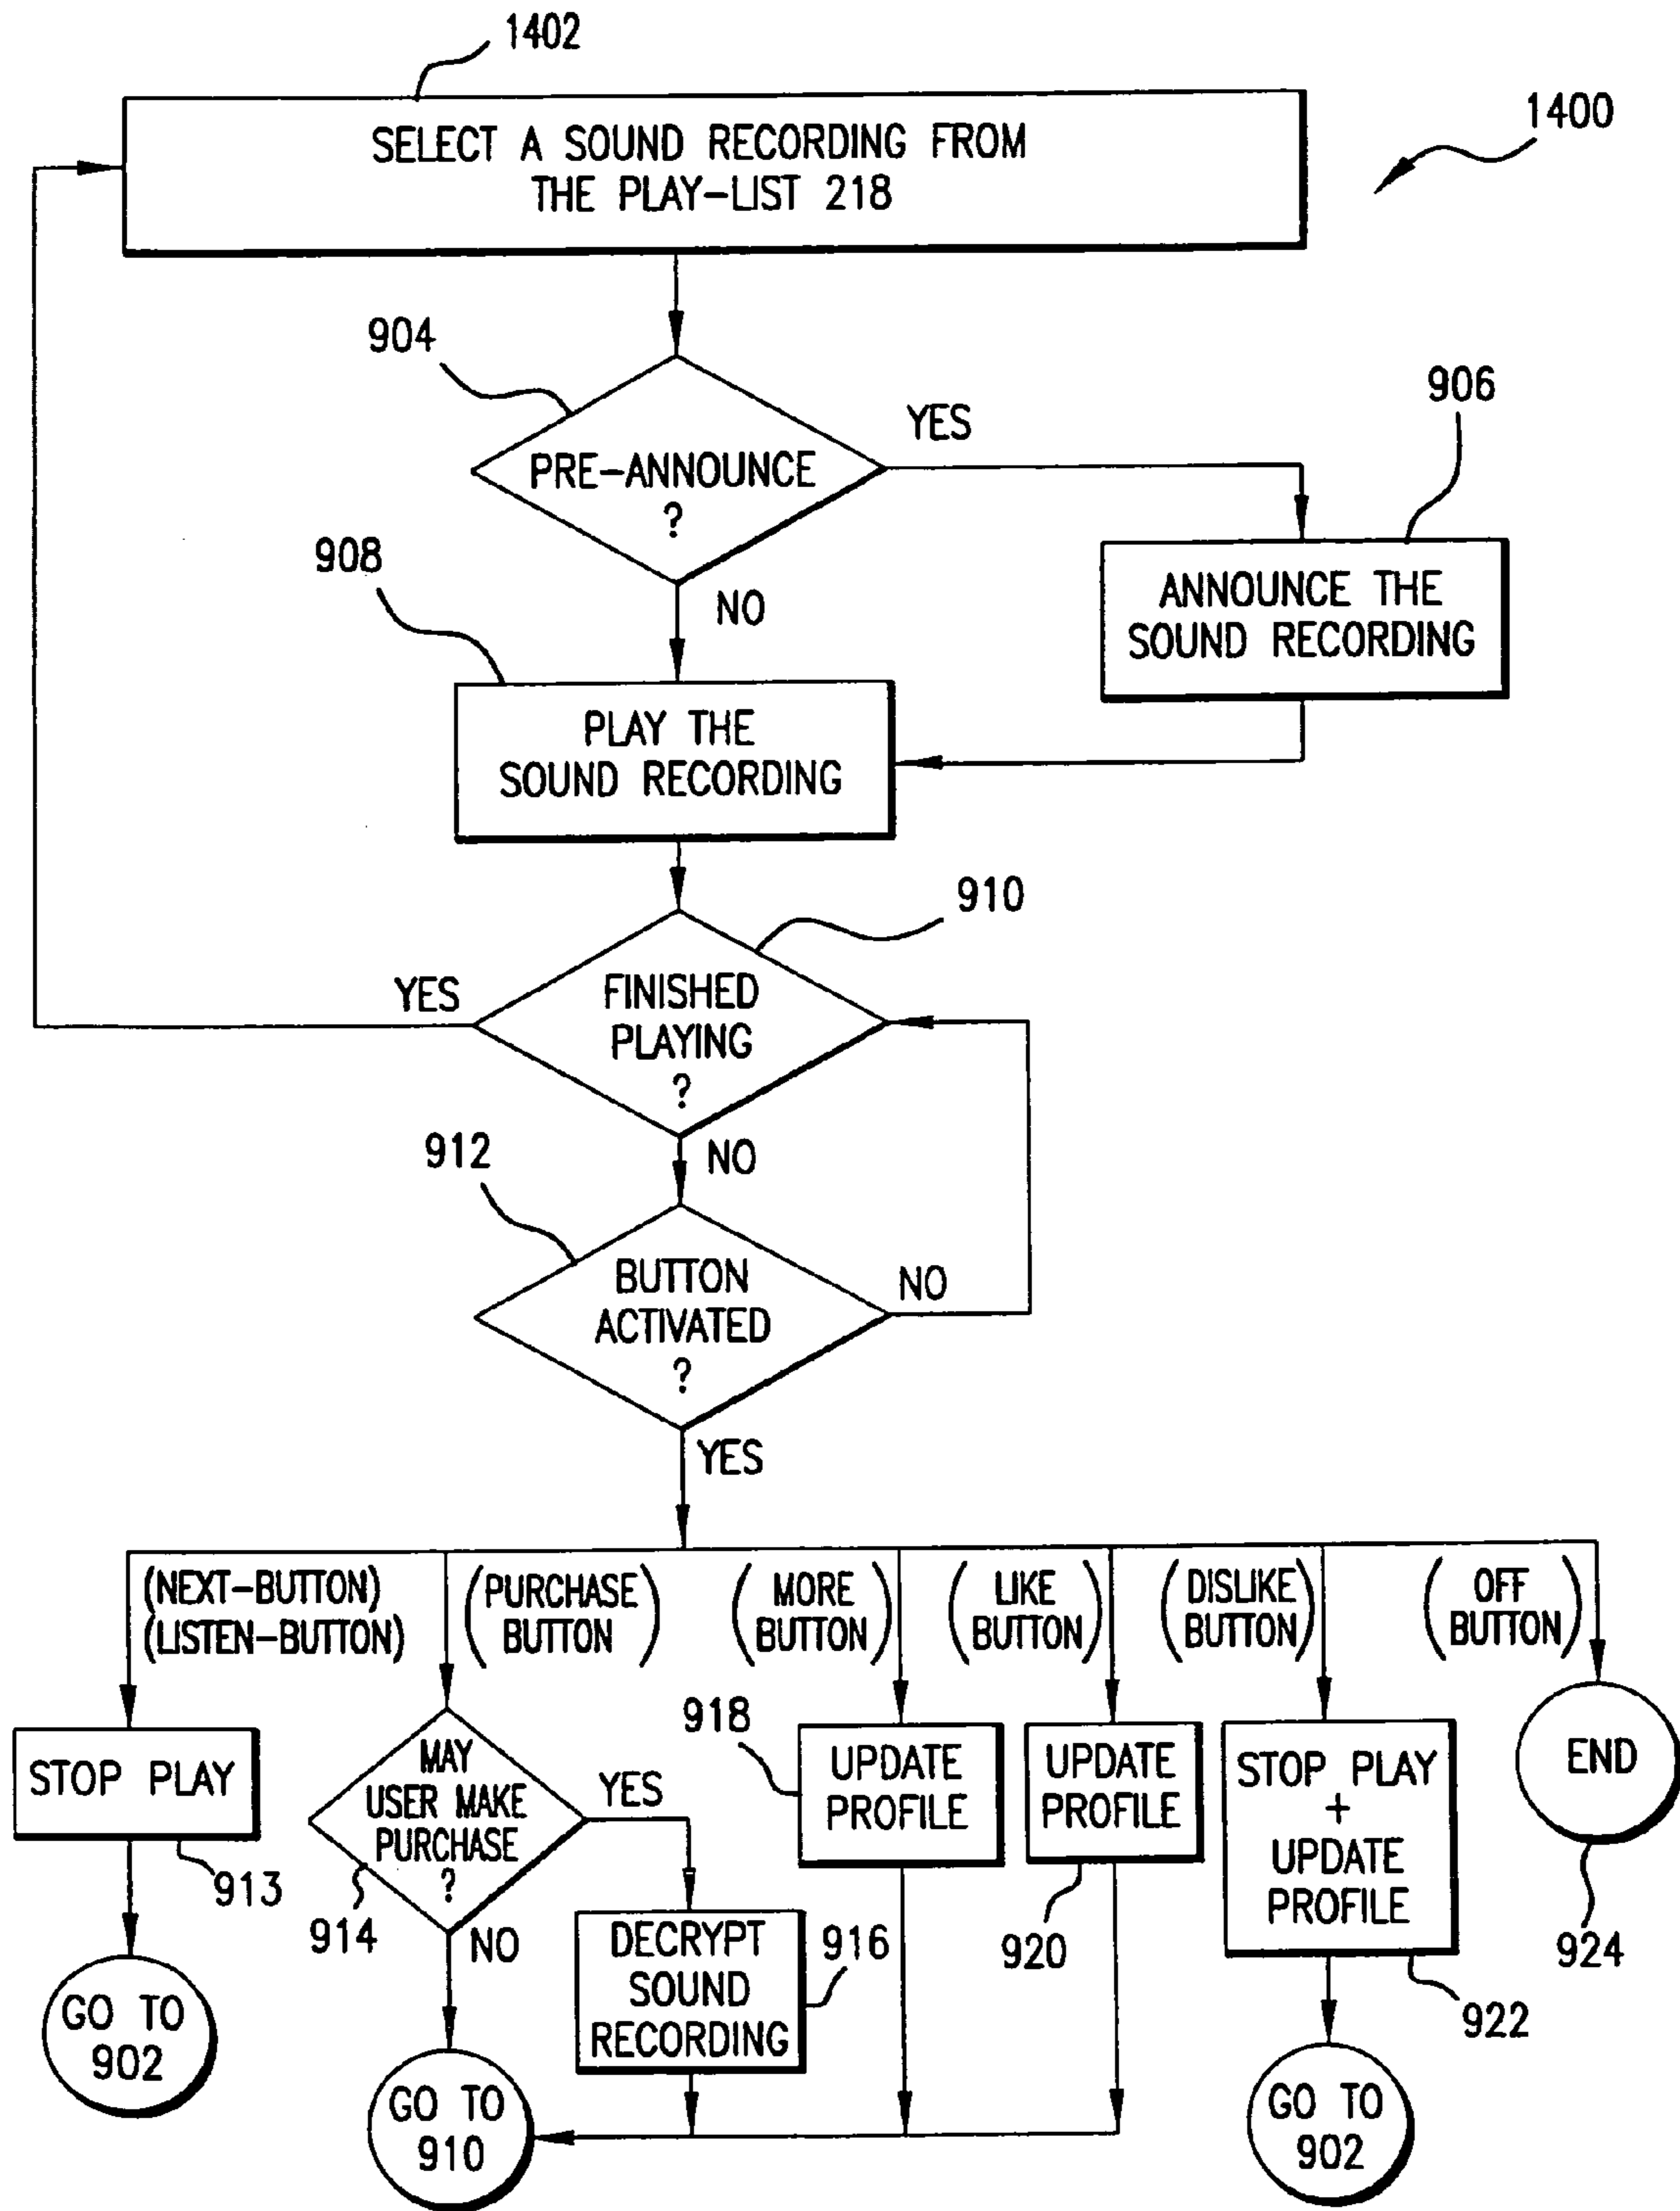 1402
1400
SELECT A SOUND RECORDING FROM
THE PLAY-LIST 218
904
PRE-ANNOUNCE
?
YES
906
NO
ANNOUNCE THE
SOUND RECORDING
908
PLAY THE
SOUND RECORDING
910
FINISHED
PLAYING
?
YES
NO
912
BUTTON
ACTIVATED
?
NO
YES
(NEXT-BUTTON)
(LISTEN-BUTTON)
(PURCHASE
BUTTON)
(MORE
BUTTON)
(LIKE
BUTTON)
(DISLIKE
BUTTON)
(OFF
BUTTON)
STOP PLAY
913
GO TO
902
MAY
USER MAKE
PURCHASE
?
914
YES
NO
DECRYPT
SOUND
RECORDING
916
GO TO
910
918
UPDATE
PROFILE
UPDATE
PROFILE
920
STOP PLAY
+
UPDATE
PROFILE
922
GO TO
902
END
924